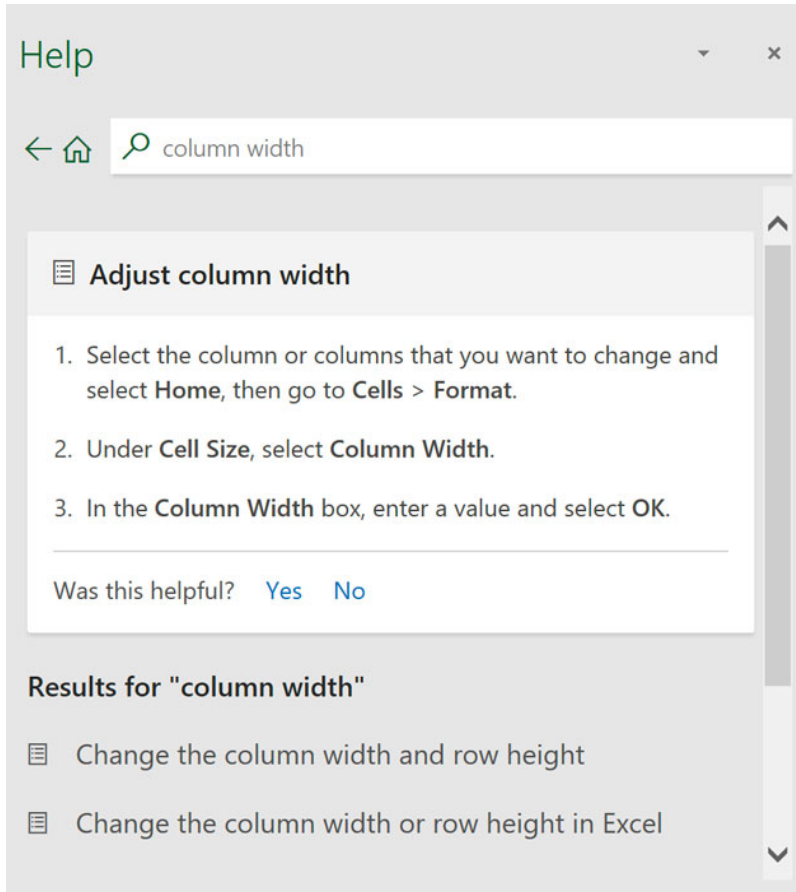 Help
column width
Adjust column width
1. Select the column or columns that you want to change and
select Home, then go to Cells > Format.
2. Under Cell Size, select Column Width.
3. In the Column Width box, enter a value and select OK.
Was this helpful? Yes No
Results for "column width"
Change the column width and row height
Change the column width or row height in Excel